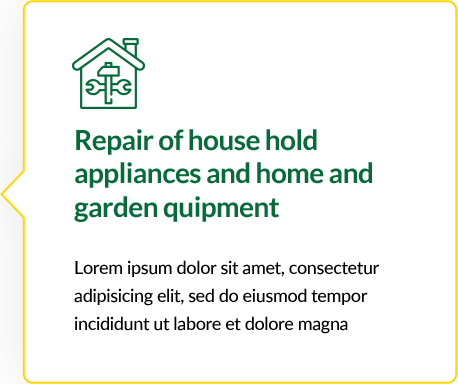 Repair of house hold
appliances and home and
garden quipment
Lorem ipsum dolor sit amet, consectetur
adipisicing elit, sed do eiusmod tempor
incididunt ut labore et dolore magna